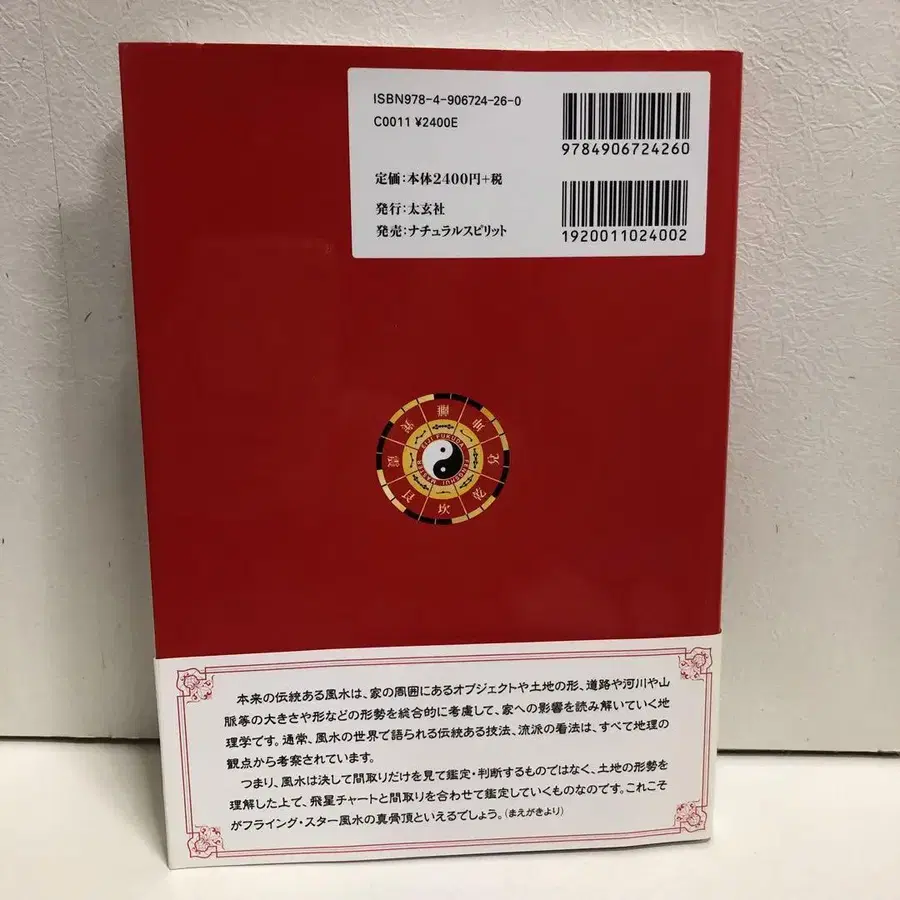 ISBN978-4-906724-26-0
C0011 ¥2400E
9784906724260
定価：本体2400円+税
発行：太玄社
発売：ナチュラルスピリット
1920011024002
離
坤
兌
乾
坎
艮
震
巽
EIJI FUKUDA
FENGSHUI MASTER
本来の伝統ある風水は、家の周囲にあるオブジェクトや土地の形、道路や河川や山
脈等の大きさや形などの形勢を総合的に考慮して、家への影響を読み解いていく地
理学です。通常、風水の世界で語られる伝統ある技法、流派の看法は、すべて地理の
観点から考案されています。
つまり、風水は決して間取りだけを見て鑑定・判断するものではなく、土地の形勢を
理解した上で、飛星チャートと間取りを合わせて鑑定していくものなのです。これこそ
がフライング・スター風水の真骨頂といえるでしょう。（まえがきより）